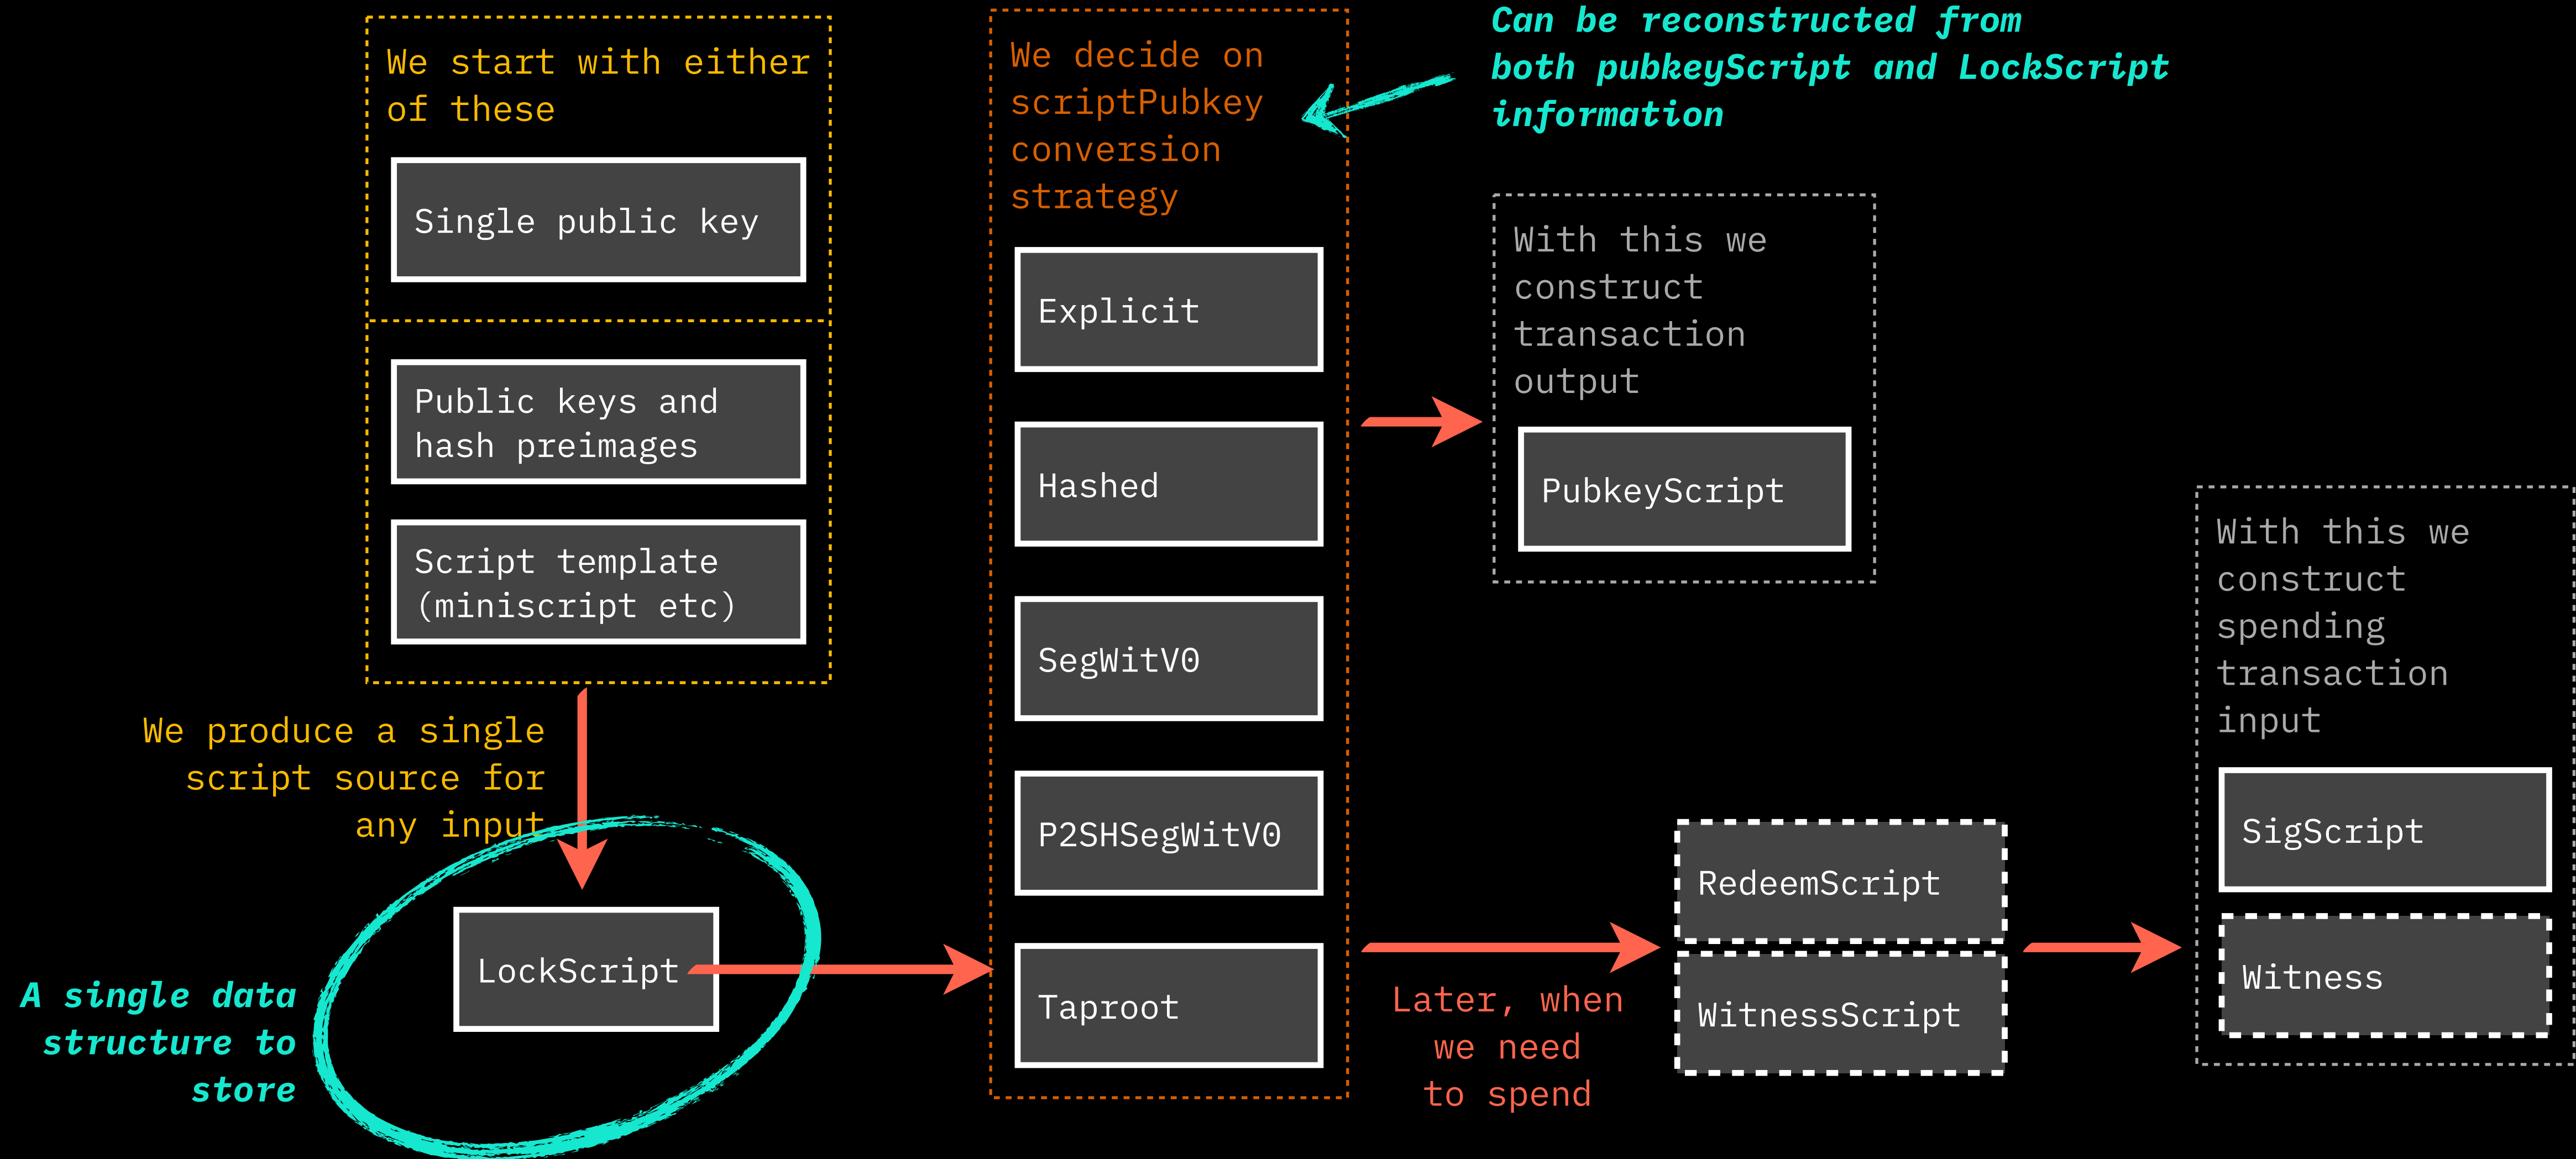 We start with either
of these
Single public key
Public keys and
hash preimages
Script template
(miniscript etc)
We produce a single
script source for
any input
LockScript
A single data
structure to
store
We decide on
scriptPubkey
conversion
strategy
Explicit
Hashed
SegWitV0
P2SHSegWitV0
Taproot
Can be reconstructed from
both pubkeyScript and LockScript
information
With this we
construct
transaction
output
PubkeyScript
Later, when
we need
to spend
RedeemScript
WitnessScript
With this we
construct
spending
transaction
input
SigScript
Witness